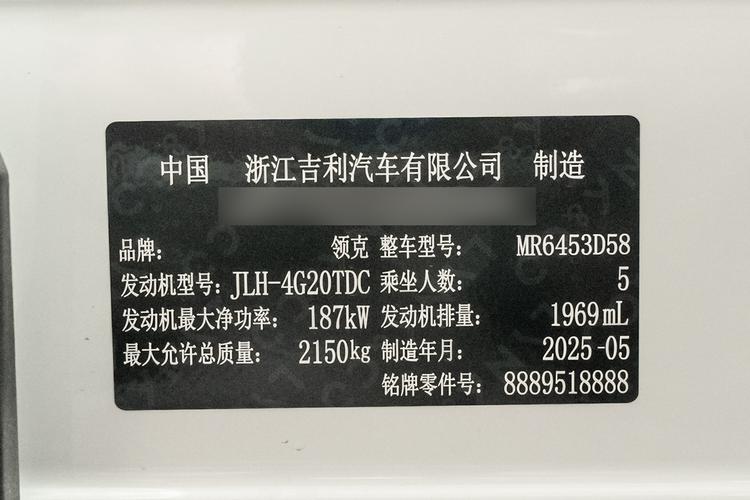 中国 浙江吉利汽车有限公司 制造
品牌： 领克 整车型号： MR6453D58
发动机型号： JLH-4G20TDC 乘坐人数： 5
发动机最大净功率： 187kW 发动机排量： 1969mL
最大允许总质量： 2150kg 制造年月： 2025-05
铭牌零件号： 8889518888